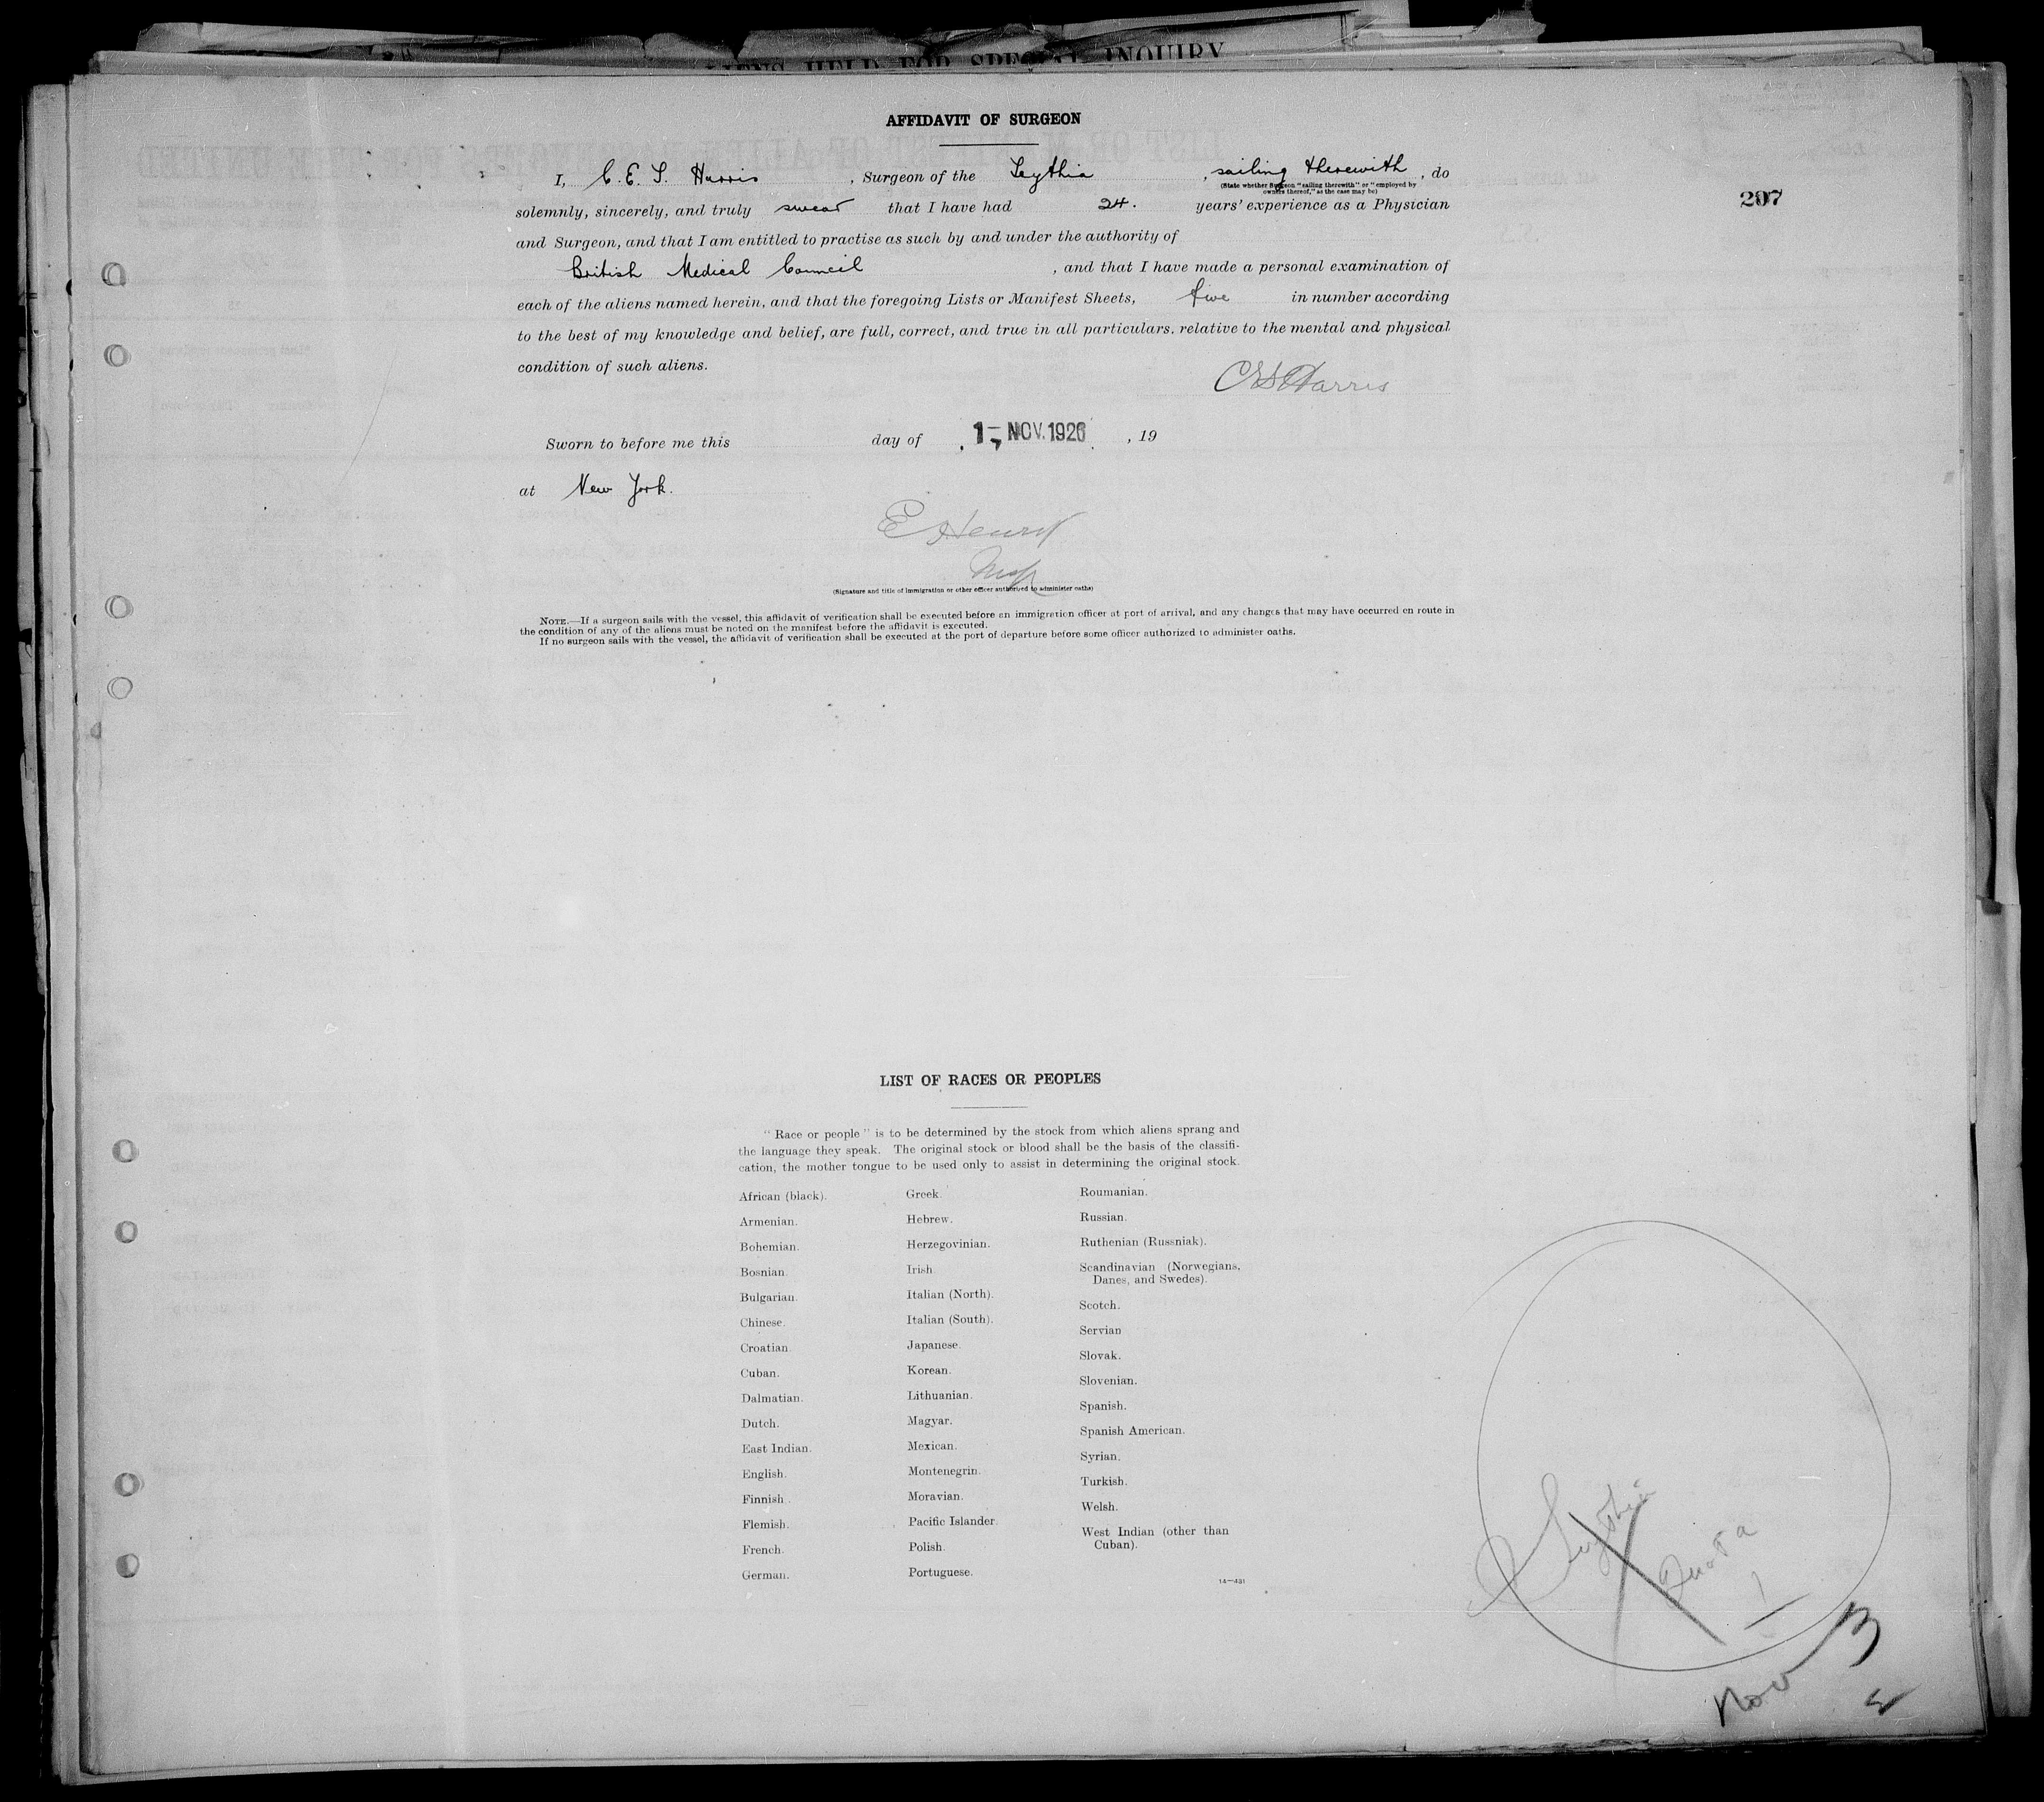 AFFIDAVIT OF SURGEON
I, C. E. S. Harris, Surgeon of the Scythia, sailing therewith, do
(State whether Surgeon "sailing therewith" or "employed by
owners thereof," as the case may be)
207
solemnly, sincerely, and truly swear that I have had 24. years' experience as a Physician
and Surgeon, and that I am entitled to practise as such by and under the authority of
British Medical Council, and that I have made a personal examination of
each of the aliens named herein, and that the foregoing Lists or Manifest Sheets, five in number according
to the best of my knowledge and belief, are full, correct, and true in all particulars. relative to the mental and physical
condition of such aliens.
CES Harris
Sworn to before me this day of 1 - NOV. 1926, 19
at New York.
E Henry
Insp
(Signature and title of immigration or other officer authorized to administer oaths)
NOTE.—If a surgeon sails with the vessel, this affidavit of verification shall be executed before an immigration officer at port of arrival, and any changes that may have occurred en route in
the condition of any of the aliens must be noted on the manifest before the affidavit is executed.
If no surgeon sails with the vessel, the affidavit of verification shall be executed at the port of departure before some officer authorized to administer oaths.
LIST OF RACES OR PEOPLES
"Race or people" is to be determined by the stock from which aliens sprang and
the language they speak. The original stock or blood shall be the basis of the classifi-
cation, the mother tongue to be used only to assist in determining the original stock.
African (black).
Armenian.
Bohemian.
Bosnian.
Bulgarian.
Chinese.
Croatian.
Cuban.
Dalmatian.
Dutch.
East Indian.
English.
Finnish.
Flemish.
French.
German.
Greek.
Hebrew.
Herzegovinian.
Irish.
Italian (North).
Italian (South).
Japanese.
Korean.
Lithuanian.
Magyar.
Mexican.
Montenegrin.
Moravian.
Pacific Islander.
Polish.
Portuguese.
Roumanian.
Russian.
Ruthenian (Russniak).
Scandinavian (Norwegians,
Danes, and Swedes).
Scotch.
Servian
Slovak.
Slovenian.
Spanish.
Spanish American.
Syrian.
Turkish.
Welsh.
West Indian (other than
Cuban).
14—431
Scythia
Quota
1
Nov